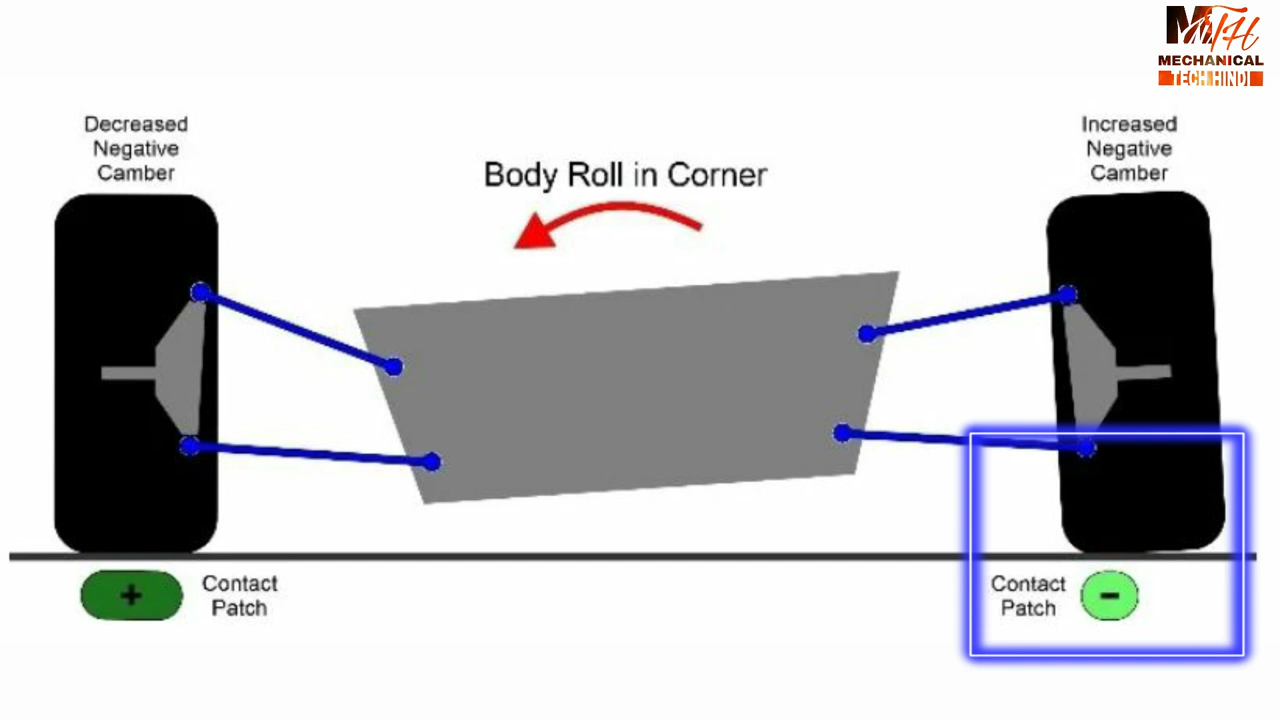 MTH
MECHANICAL
TECH HINDI
Decreased
Negative
Camber
Body Roll in Corner
Increased
Negative
Camber
+
Contact
Patch
Contact
Patch
-